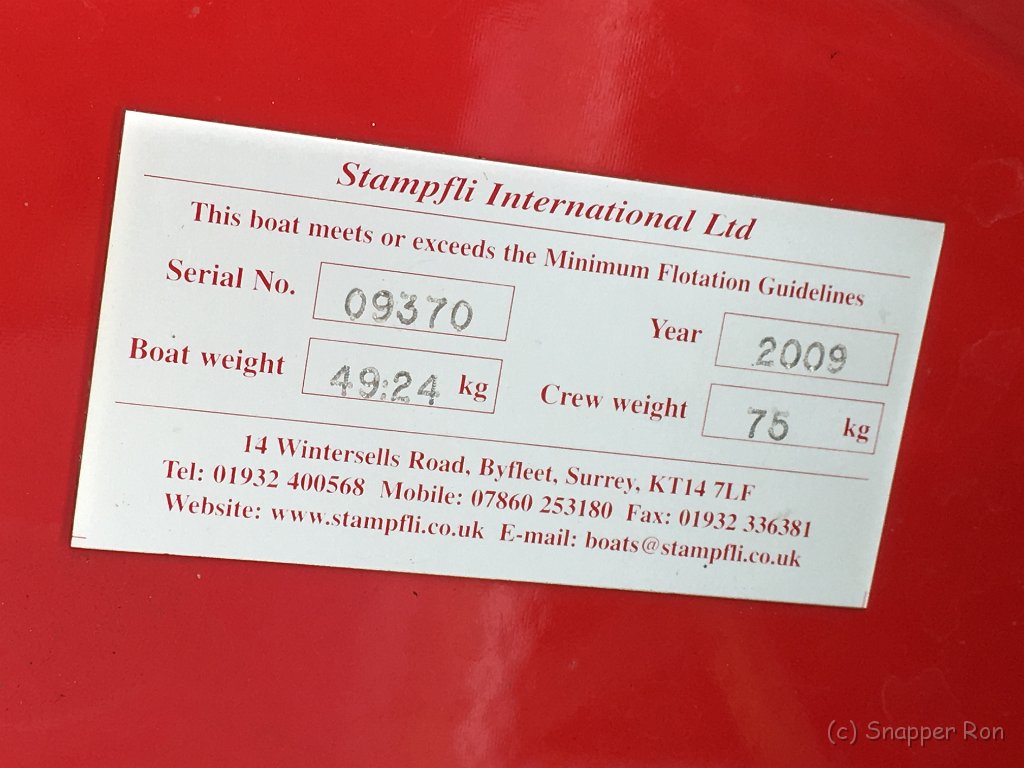 Stampfli International Ltd
This boat meets or exceeds the Minimum Flotation Guidelines
Serial No. 09370 Year 2009
Boat weight 49:24 kg Crew weight 75 kg
14 Wintersells Road, Byfleet, Surrey, KT14 7LF
Tel: 01932 400568 Mobile: 07860 253180 Fax: 01932 336381
Website: www.stampfli.co.uk E-mail: boats@stampfli.co.uk
(c) Snapper Ron